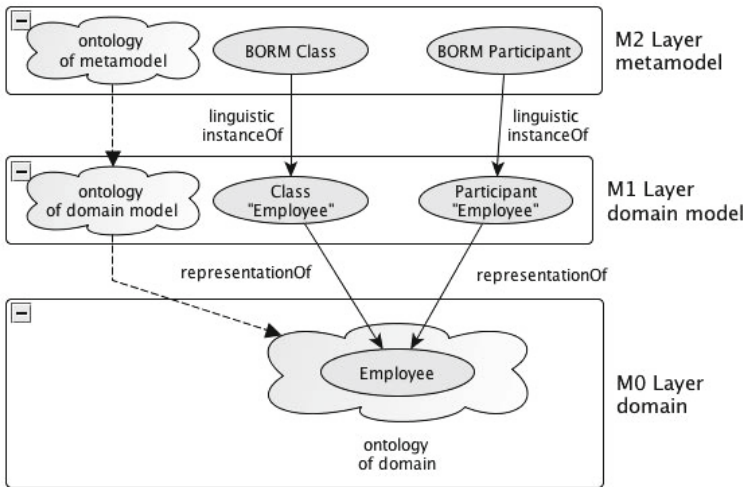 ontology
of metamodel
BORM Class
BORM Participant
M2 Layer
metamodel
linguistic
instanceOf
linguistic
instanceOf
ontology
of domain model
Class
"Employee"
Participant
"Employee"
M1 Layer
domain model
representationOf
representationOf
Employee
M0 Layer
domain
ontology
of domain